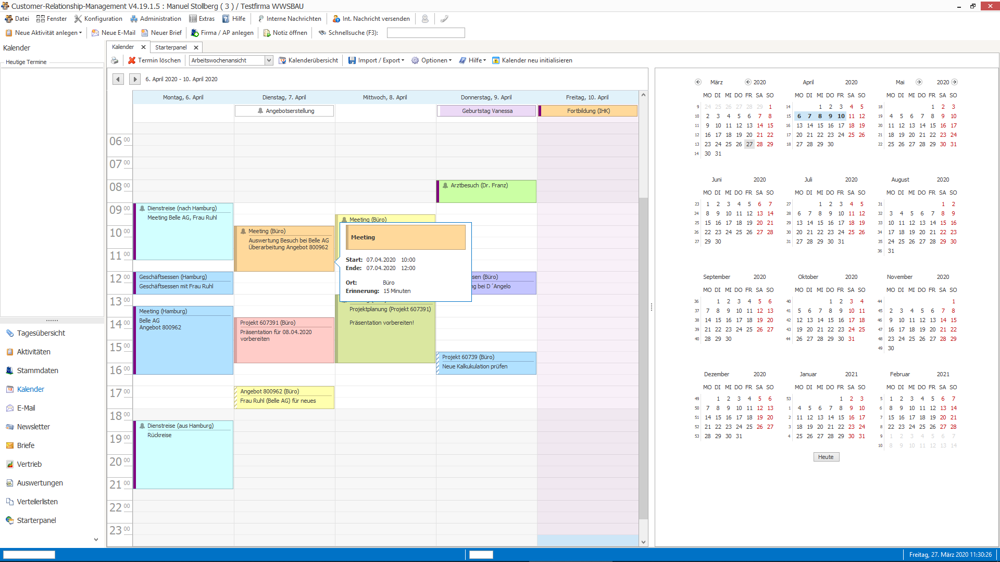 Customer-Relationship-Management V4.19.1.5 : Manuel Stollberg ( 3 ) / Testfirma WWSBAU
Datei Fenster Konfiguration Administration Extras Hilfe Interne Nachrichten Int. Nachricht versenden
Neue Aktivität anlegen Neue E-Mail Neuer Brief Firma / AP anlegen Notiz öffnen Schnellsuche (F3):
Kalender
Heutige Termine
Tagesübersicht
Aktivitäten
Stammdaten
Kalender
E-Mail
Newsletter
Briefe
Vertrieb
Auswertungen
Verteilerlisten
Starterpanel
Kalender Starterpanel
Termin löschen Arbeitswochenansicht Kalenderübersicht Import / Export Optionen Hilfe Kalender neu initialisieren
6. April 2020 - 10. April 2020
Montag, 6. April Dienstag, 7. April Mittwoch, 8. April Donnerstag, 9. April Freitag, 10. April
Angebotserstellung Geburtstag Vanessa Fortbildung (IHK)
06 00
07 00
08 00
09 00
10 00
11 00
12 00
13 00
14 00
15 00
16 00
17 00
18 00
19 00
20 00
21 00
22 00
23 00
Dienstreise (nach Hamburg)
Meeting Belle AG, Frau Ruhl
Geschäftsessen (Hamburg)
Geschäftsessen mit Frau Ruhl
Meeting (Hamburg)
Belle AG
Angebot 800962
Dienstreise (aus Hamburg)
Rückreise
Meeting (Büro)
Auswertung Besuch bei Belle AG
Überarbeitung Angebot 800962
Projekt 607391 (Büro)
Präsentation für 08.04.2020
vorbereiten
Angebot 800962 (Büro)
Frau Ruhl (Belle AG) für neues
Meeting (Büro)
Meeting
Start: 07.04.2020 10:00
Ende: 07.04.2020 12:00
Ort: Büro
Erinnerung: 15 Minuten
Projektplanung (Projekt 607391)
Präsentation vorbereiten!
Arztbesuch (Dr. Franz)
sen (Büro)
ng bei D´Angelo
Projekt 60739 (Büro)
Neue Kalkukulation prüfen
März 2020
MO DI MI DO FR SA SO
9 24 25 26 27 28 29 1
10 2 3 4 5 6 7 8
11 9 10 11 12 13 14 15
12 16 17 18 19 20 21 22
13 23 24 25 26 27 28 29
14 30 31
April 2020
MO DI MI DO FR SA SO
14 1 2 3 4 5
15 6 7 8 9 10 11 12
16 13 14 15 16 17 18 19
17 20 21 22 23 24 25 26
18 27 28 29 30
Mai 2020
MO DI MI DO FR SA SO
18 1 2 3
19 4 5 6 7 8 9 10
20 11 12 13 14 15 16 17
21 18 19 20 21 22 23 24
22 25 26 27 28 29 30 31
Juni 2020
MO DI MI DO FR SA SO
23 1 2 3 4 5 6 7
24 8 9 10 11 12 13 14
25 15 16 17 18 19 20 21
26 22 23 24 25 26 27 28
27 29 30
Juli 2020
MO DI MI DO FR SA SO
27 1 2 3 4 5
28 6 7 8 9 10 11 12
29 13 14 15 16 17 18 19
30 20 21 22 23 24 25 26
31 27 28 29 30 31
August 2020
MO DI MI DO FR SA SO
31 1 2
32 3 4 5 6 7 8 9
33 10 11 12 13 14 15 16
34 17 18 19 20 21 22 23
35 24 25 26 27 28 29 30
36 31
September 2020
MO DI MI DO FR SA SO
36 1 2 3 4 5 6
37 7 8 9 10 11 12 13
38 14 15 16 17 18 19 20
39 21 22 23 24 25 26 27
40 28 29 30
Oktober 2020
MO DI MI DO FR SA SO
40 1 2 3 4
41 5 6 7 8 9 10 11
42 12 13 14 15 16 17 18
43 19 20 21 22 23 24 25
44 26 27 28 29 30 31
November 2020
MO DI MI DO FR SA SO
44 1
45 2 3 4 5 6 7 8
46 9 10 11 12 13 14 15
47 16 17 18 19 20 21 22
48 23 24 25 26 27 28 29
49 30
Dezember 2020
MO DI MI DO FR SA SO
49 1 2 3 4 5 6
50 7 8 9 10 11 12 13
51 14 15 16 17 18 19 20
52 21 22 23 24 25 26 27
53 28 29 30 31
Januar 2021
MO DI MI DO FR SA SO
53 1 2 3
1 4 5 6 7 8 9 10
2 11 12 13 14 15 16 17
3 18 19 20 21 22 23 24
4 25 26 27 28 29 30 31
Februar 2021
MO DI MI DO FR SA SO
5 1 2 3 4 5 6 7
6 8 9 10 11 12 13 14
7 15 16 17 18 19 20 21
8 22 23 24 25 26 27 28
9 1 2 3 4 5 6 7
10 8 9 10 11 12 13 14
Heute
Freitag, 27. März 2020 11:30:26